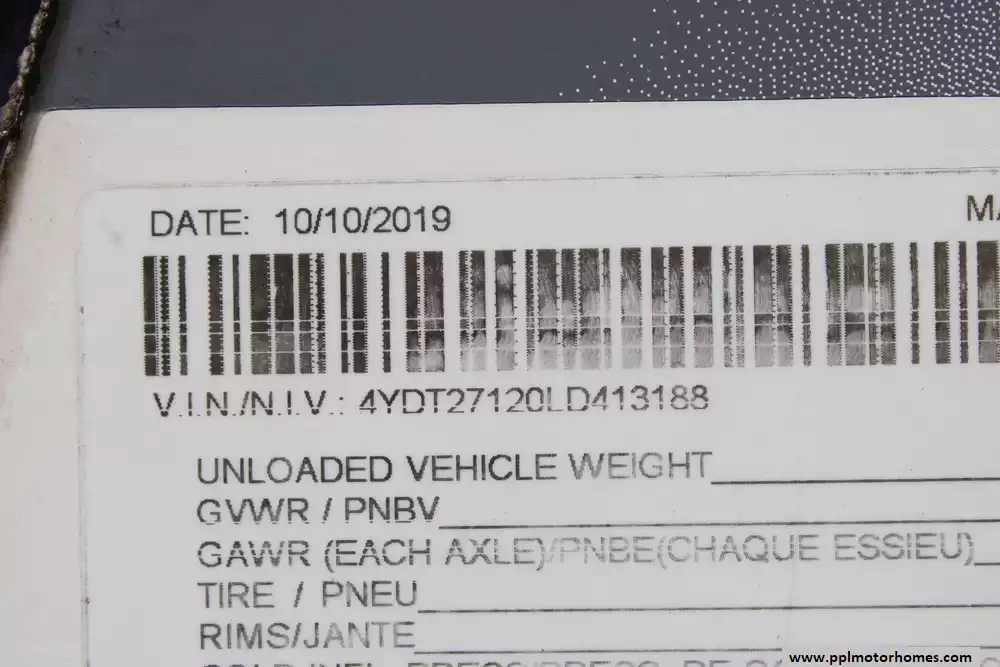 DATE: 10/10/2019
V.I.N./N.I.V.: 4YDT27120LD413188
UNLOADED VEHICLE WEIGHT
GVWR / PNBV
GAWR (EACH AXLE)/PNBE(CHAQUE ESSIEU)
TIRE / PNEU
RIMS/JANTE
www.pplmotorhomes.com